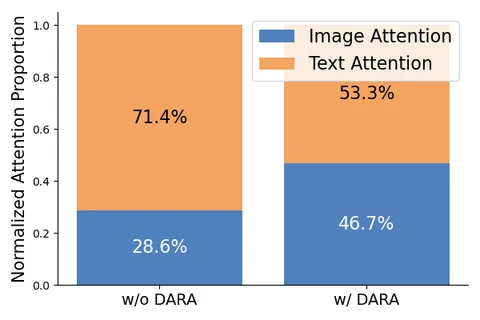 Normalized Attention Proportion
1.0
0.8
0.6
0.4
0.2
0.0
Image Attention
Text Attention
71.4%
53.3%
28.6%
46.7%
w/o DARA
w/ DARA